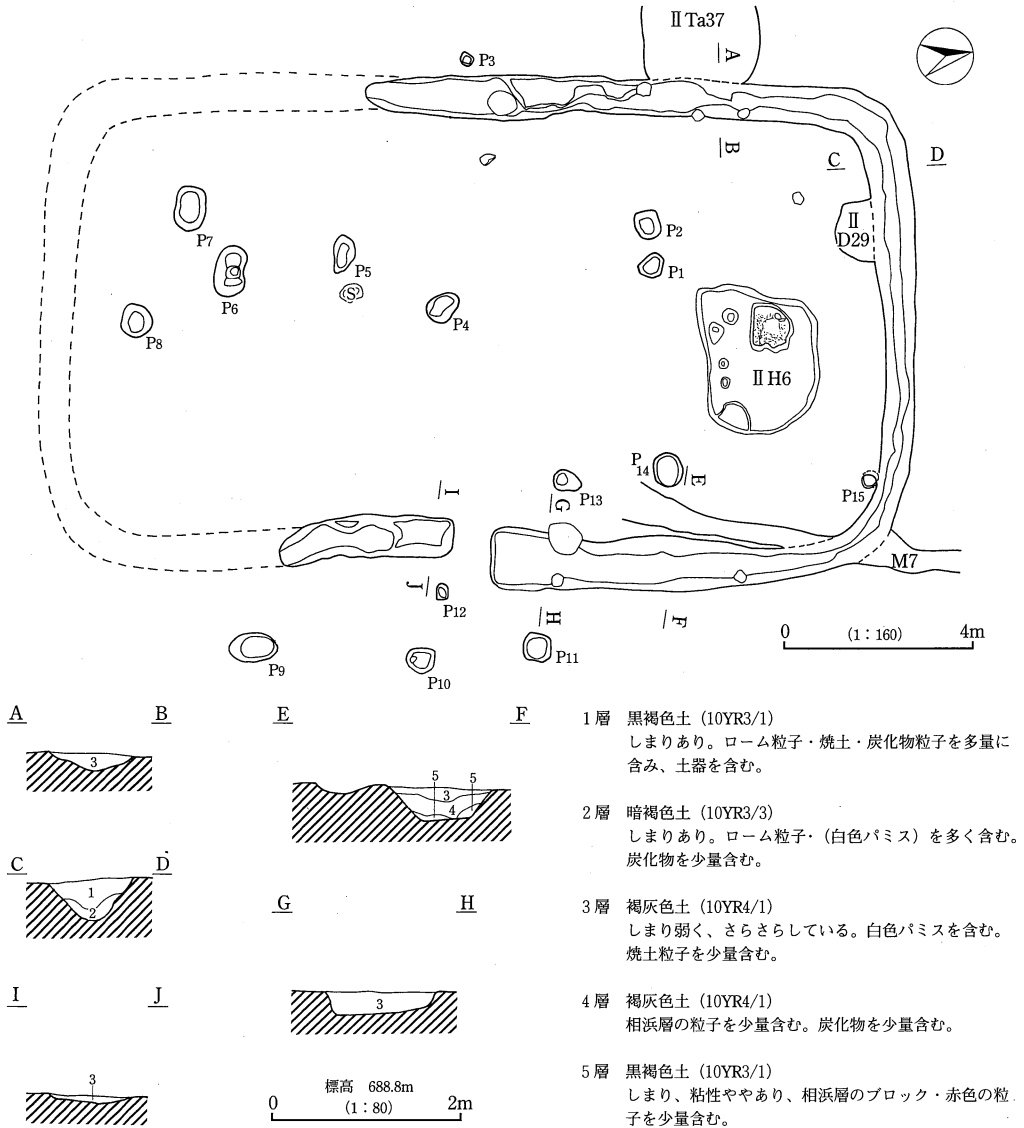 ⅡTa37
A
P3
B
C
D
Ⅱ
D29
P7
P2
P5
P1
P6
S
P4
P8
ⅡH6
P
14
E
I
P13
G
P15
M7
J
P12
H
F
P9
P10
P11
0 (1：160) 4m
A B
3
C D
1
2
I J
3
E F
5 5
3
4
G H
3
標高 688.8m
0 (1：80) 2m
1層 黒褐色土（10YR3/1）
しまりあり。ローム粒子・焼土・炭化物粒子を多量に
含み、土器を含む。
2層 暗褐色土（10YR3/3）
しまりあり。ローム粒子・（白色パミス）を多く含む。
炭化物を少量含む。
3層 褐灰色土（10YR4/1）
しまり弱く、さらさらしている。白色パミスを含む。
焼土粒子を少量含む。
4層 褐灰色土（10YR4/1）
相浜層の粒子を少量含む。炭化物を少量含む。
5層 黒褐色土（10YR3/1）
しまり、粘性ややあり、相浜層のブロック・赤色の粒
子を少量含む。